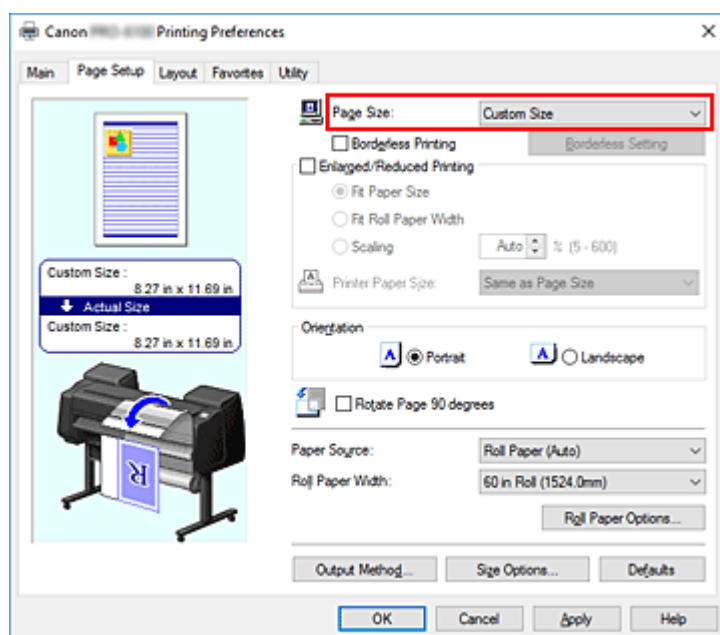 Canon Printing Preferences
Main Page Setup Layout Favorites Utility
Page Size: Custom Size
Borderless Printing Borderless Setting
Enlarged/Reduced Printing
Fit Paper Size
Fit Roll Paper Width
Scaling Auto % (5 - 600)
Printer Paper Size: Same as Page Size
Custom Size :
8.27 in x 11.69 in
Actual Size
Custom Size :
8.27 in x 11.69 in
Orientation
A Portrait A Landscape
Rotate Page 90 degrees
R
Paper Source: Roll Paper (Auto)
Roll Paper Width: 60 in Roll (1524.0mm)
Roll Paper Options...
Output Method... Size Options... Defaults
OK Cancel Apply Help